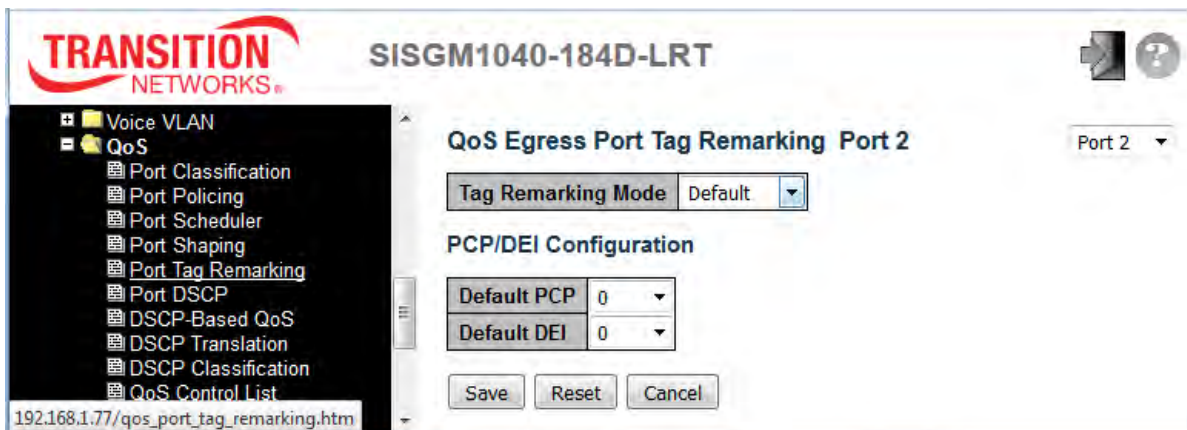 TRANSITION
NETWORKS®
SISGM1040-184D-LRT
Voice VLAN
QoS
Port Classification
Port Policing
Port Scheduler
Port Shaping
Port Tag Remarking
Port DSCP
DSCP-Based QoS
DSCP Translation
DSCP Classification
QoS Control List
192.168.1.77/qos_port_tag_remarking.htm
QoS Egress Port Tag Remarking Port 2
Port 2
Tag Remarking Mode Default
PCP/DEI Configuration
Default PCP 0
Default DEI 0
Save Reset Cancel